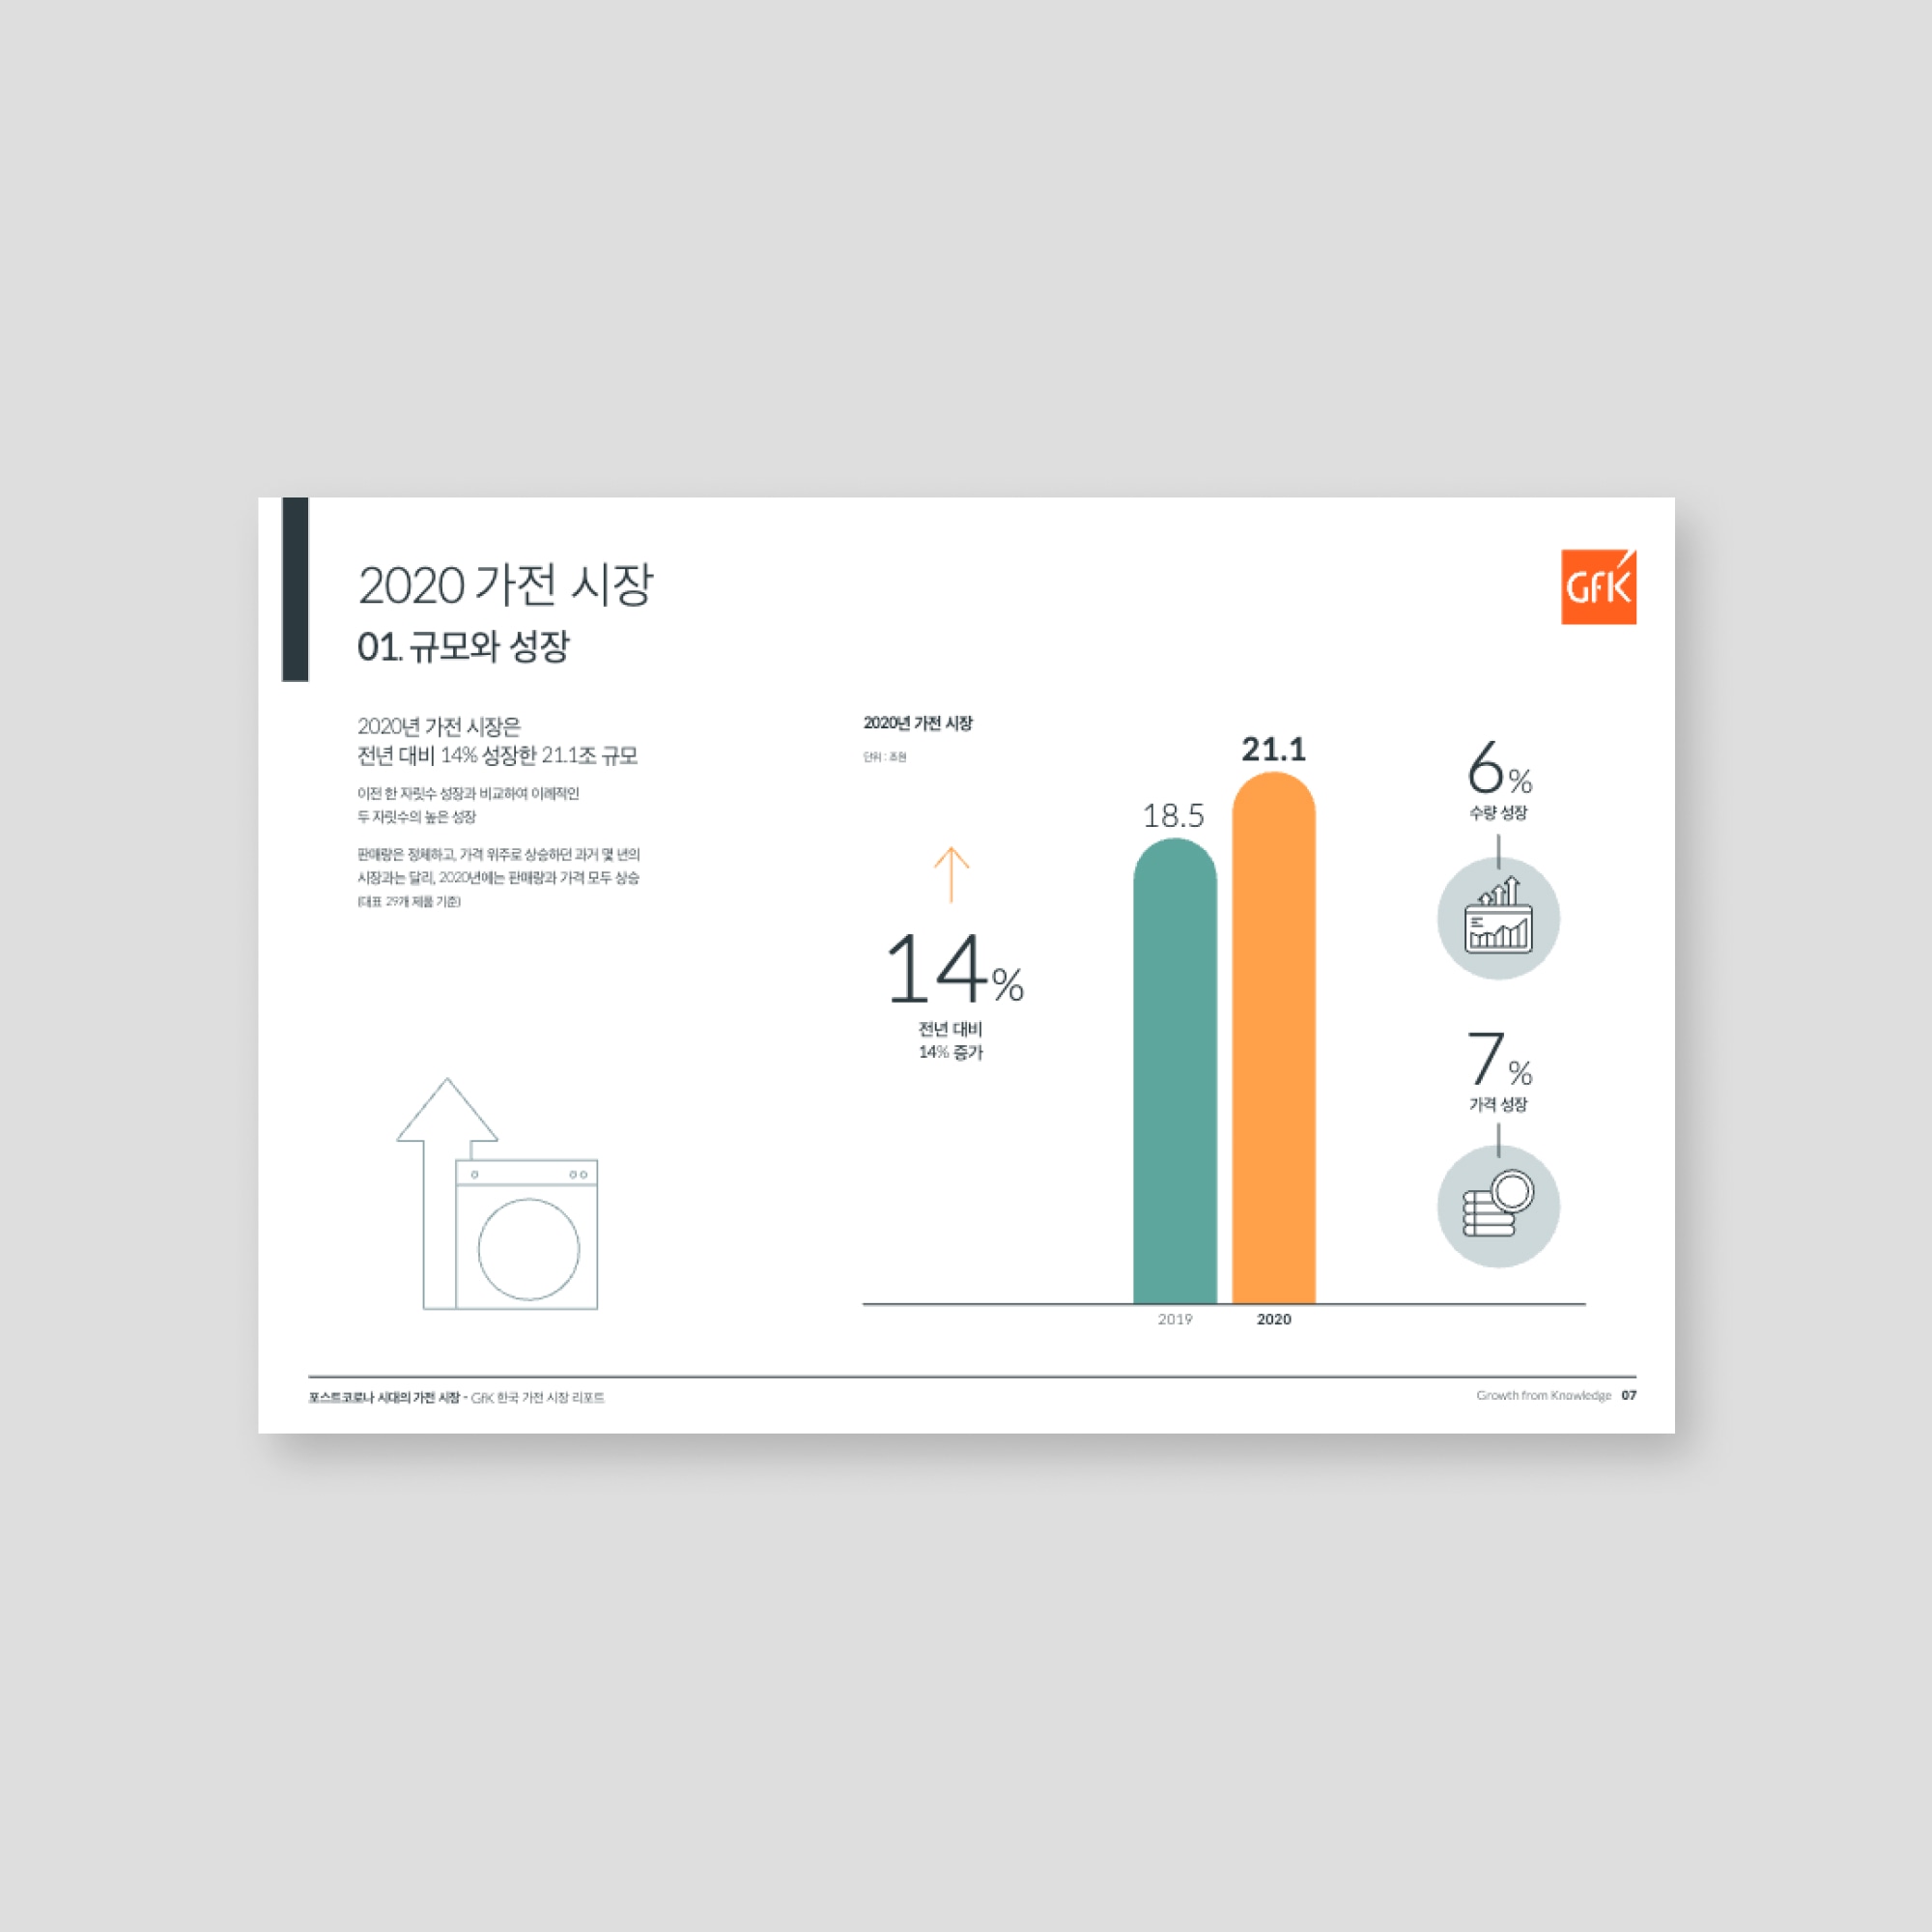 2020 가전 시장
01. 규모와 성장
GfK
2020년 가전 시장은
전년 대비 14% 성장한 21.1조 규모
이전 한 자릿수 성장과 비교하여 이례적인
두 자릿수의 높은 성장
판매량은 정체하고, 가격 위주로 상승하던 과거 몇 년의
시장과는 달리, 2020년에는 판매량과 가격 모두 상승
(대표 29개 제품 기준)
2020년 가전 시장
단위 : 조원
14%
전년 대비
14% 증가
18.5
21.1
2019
2020
6%
수량 성장
7%
가격 성장
포스트코로나 시대의 가전 시장 - GfK 한국 가전 시장 리포트
Growth from Knowledge 07